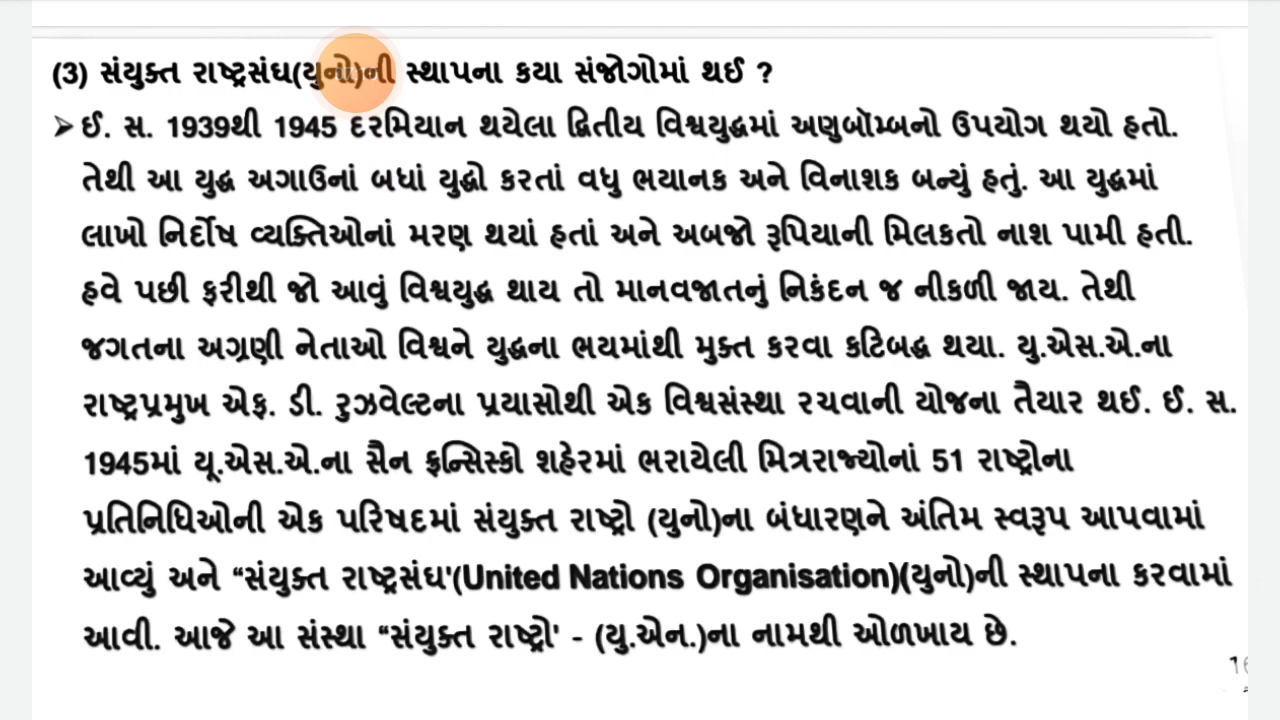 (3) સંયુક્ત રાષ્ટ્રસંઘ(યુનો)ની સ્થાપના કયા સંજોગોમાં થઈ ?
➤ ઈ. સ. 1939થી 1945 દરમિયાન થયેલા દ્વિતીય વિશ્વયુદ્ધમાં અણુબૉમ્બનો ઉપયોગ થયો હતો.
તેથી આ યુદ્ધ અગાઉનાં બધાં યુદ્ધો કરતાં વધુ ભયાનક અને વિનાશક બન્યું હતું. આ યુદ્ધમાં
લાખો નિર્દોષ વ્યક્તિઓનાં મરણ થયાં હતાં અને અબજો રૂપિયાની મિલકતો નાશ પામી હતી.
હવે પછી ફરીથી જો આવું વિશ્વયુદ્ધ થાય તો માનવજાતનું નિકંદન જ નીકળી જાય. તેથી
જગતના અગ્રણી નેતાઓ વિશ્વને યુદ્ધના ભયમાંથી મુક્ત કરવા કટિબદ્ધ થયા. યુ.એસ.એ.ના
રાષ્ટ્રપ્રમુખ એફ. ડી. રુઝવેલ્ટના પ્રયાસોથી એક વિશ્વસંસ્થા રચવાની યોજના તૈયાર થઈ. ઈ. સ.
1945માં યૂ.એસ.એ.ના સૈન ફ્રન્સિસ્કો શહેરમાં ભરાયેલી મિત્રરાજ્યોનાં 51 રાષ્ટ્રોના
પ્રતિનિધિઓની એક પરિષદમાં સંયુક્ત રાષ્ટ્રો (યુનો)ના બંધારણને અંતિમ સ્વરૂપ આપવામાં
આવ્યું અને “સંયુક્ત રાષ્ટ્રસંઘ'(United Nations Organisation)(યુનો)ની સ્થાપના કરવામાં
આવી. આજે આ સંસ્થા “સંયુક્ત રાષ્ટ્રો' - (યુ.એન.)ના નામથી ઓળખાય છે.